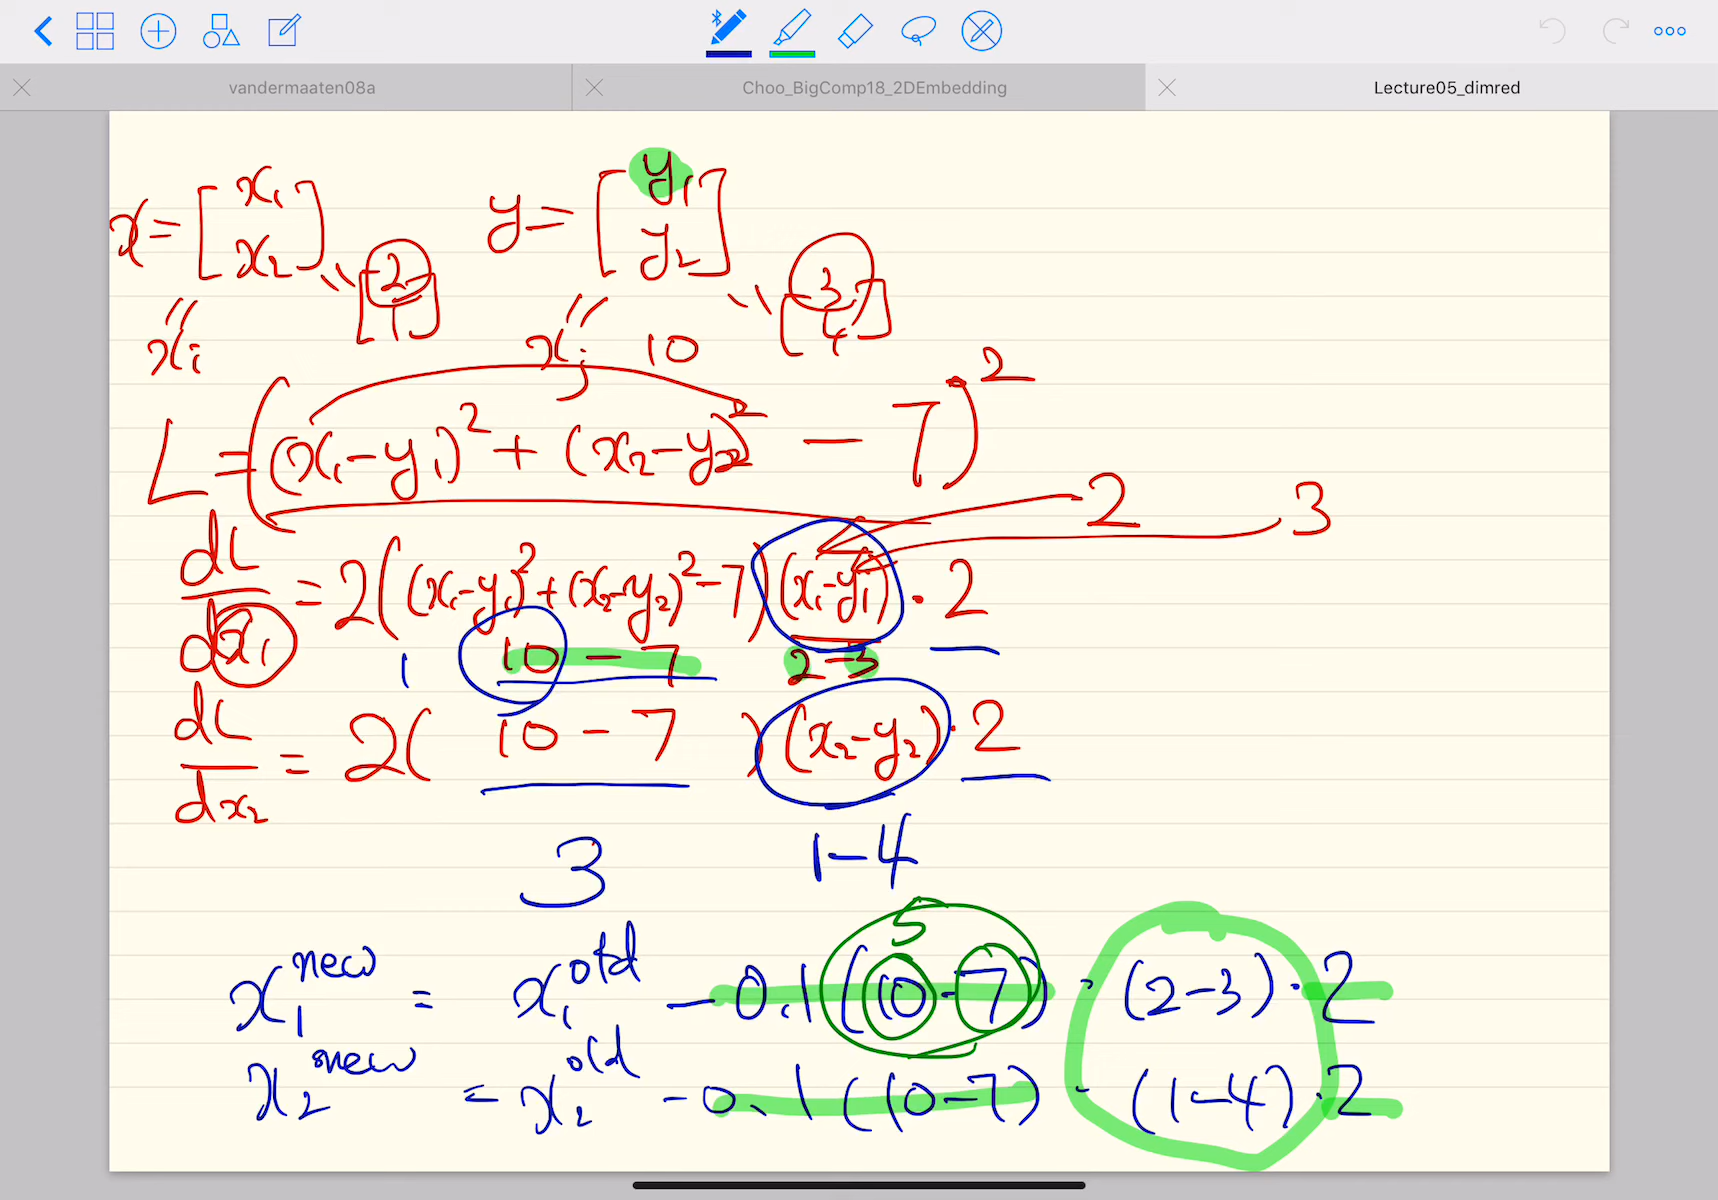 vandermaaten08a Choo_BigComp18_2DEmbedding Lecture05_dimred
x = [x₁ x₂] = [2 1] y = [y₁ y₂] = [3 4]
xᵢ xⱼ 10
L = ((x₁-y₁)² + (x₂-y₂)² - 7)²
2 3
dL/dx₁ = 2((x₁-y₁)² + (x₂-y₂)² - 7)(x₁-y₁)·2
1 10 - 7 2-3
dL/dx₂ = 2( 10 - 7 )(x₂-y₂)·2
3 1-4
5
x₁ⁿᵉʷ = x₁ᵒˡᵈ - 0.1(10-7)·(2-3)·2
x₂ⁿᵉʷ = x₂ᵒˡᵈ - 0.1(10-7)·(1-4)·2